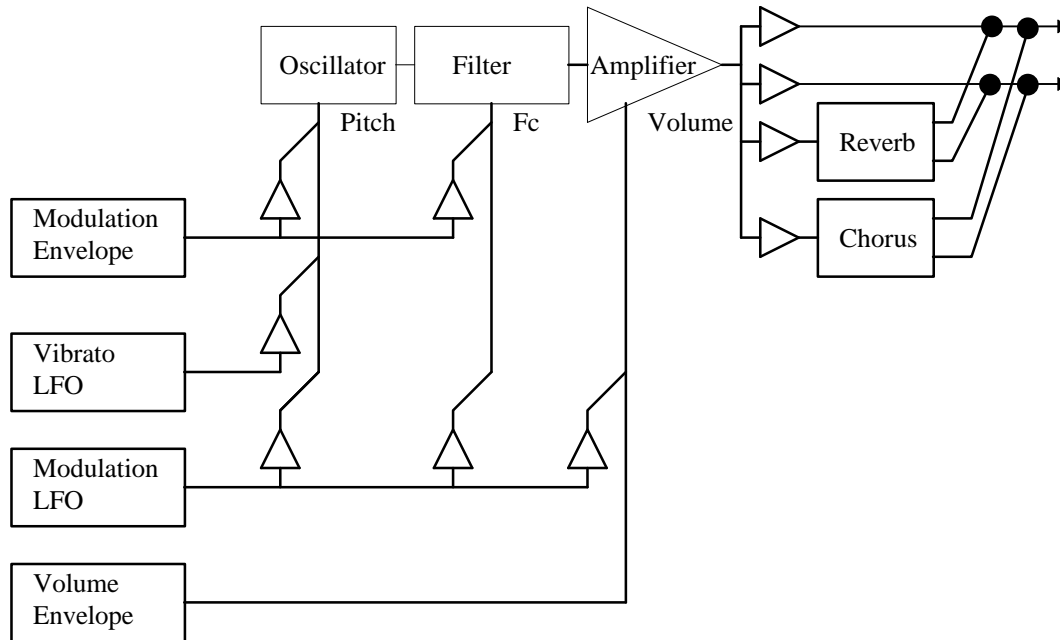 Oscillator
Filter
Amplifier
Pitch
Fc
Volume
Reverb
Modulation
Envelope
Chorus
Vibrato
LFO
Modulation
LFO
Volume
Envelope